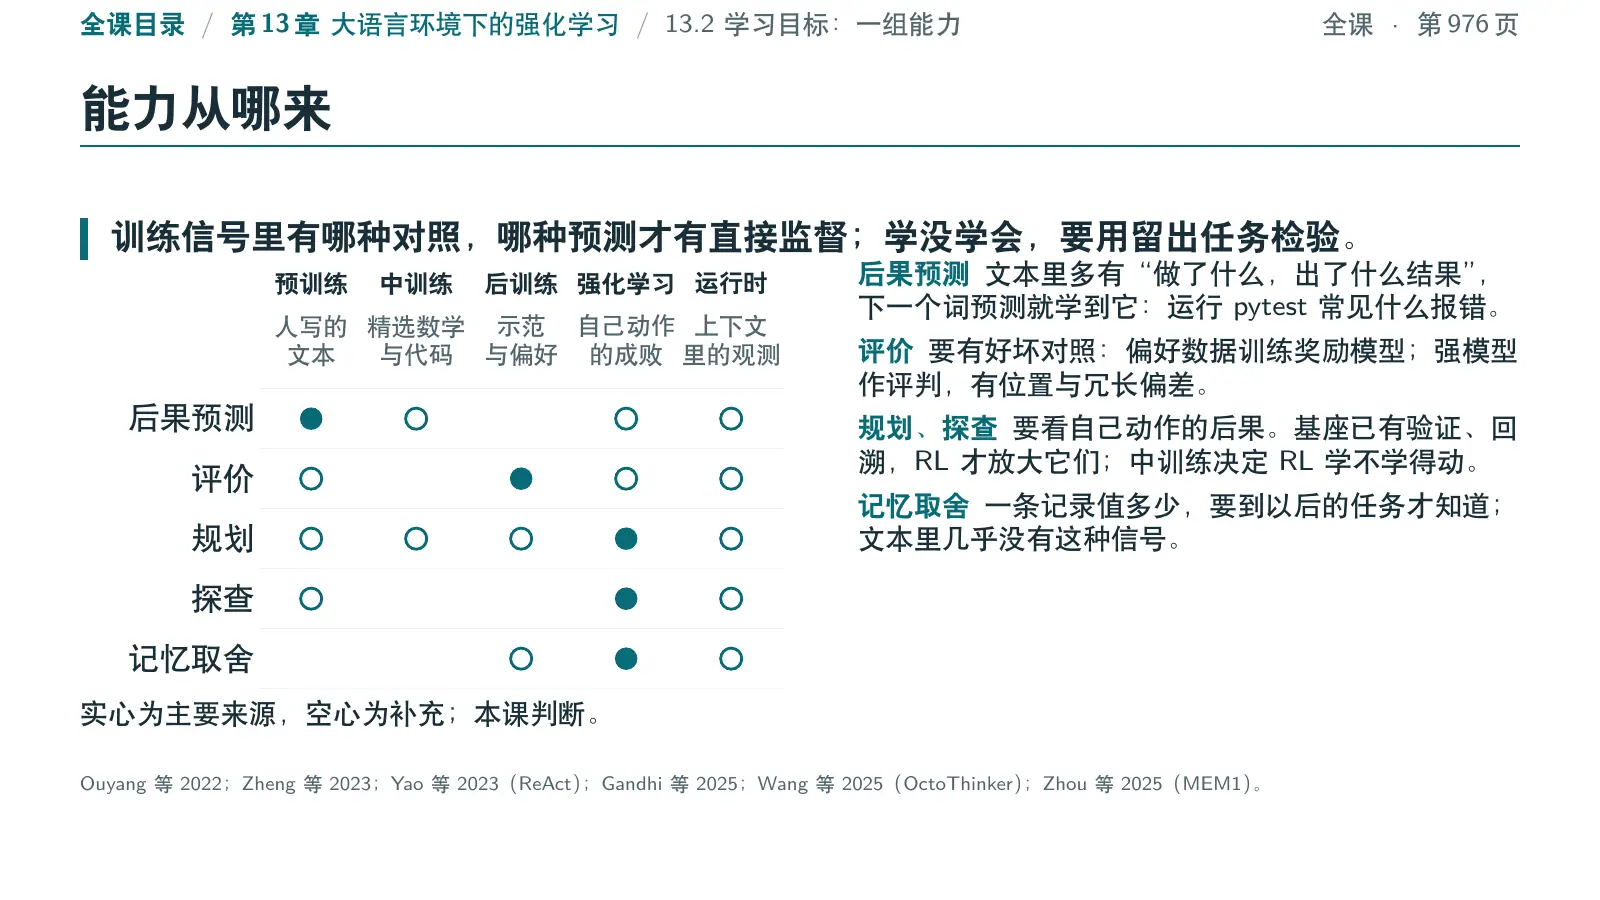 全课目录 / 第13章 大语言环境下的强化学习 / 13.2 学习目标：一组能力
全课 · 第976页
能力从哪来
训练信号里有哪种对照，哪种预测才有直接监督；学没学会，要用留出任务检验。
预训练 中训练 后训练 强化学习 运行时
人写的 精选数学 示范 自己动作 上下文
文本 与代码 与偏好 的成败 里的观测
后果预测
评价
规划
探查
记忆取舍
实心为主要来源，空心为补充；本课判断。
后果预测 文本里多有“做了什么，出了什么结果”，
下一个词预测就学到它：运行 pytest 常见什么报错。
评价 要有好坏对照：偏好数据训练奖励模型；强模型
作评判，有位置与冗长偏差。
规划、探查 要看自己动作的后果。基座已有验证、回
溯，RL 才放大它们；中训练决定 RL 学不学得动。
记忆取舍 一条记录值多少，要到以后的任务才知道；
文本里几乎没有这种信号。
Ouyang 等 2022；Zheng 等 2023；Yao 等 2023（ReAct）；Gandhi 等 2025；Wang 等 2025（OctoThinker）；Zhou 等 2025（MEM1）。